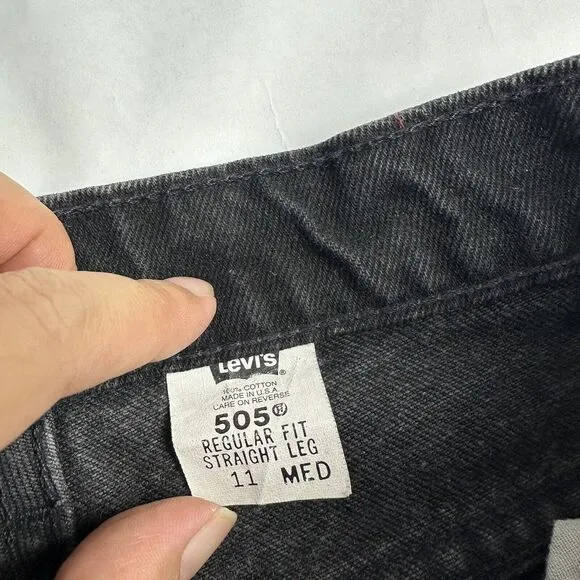 Levi's ®
100% COTTON
MADE IN U.S.A.
CARE ON REVERSE
505®
REGULAR FIT
STRAIGHT LEG
11 MED